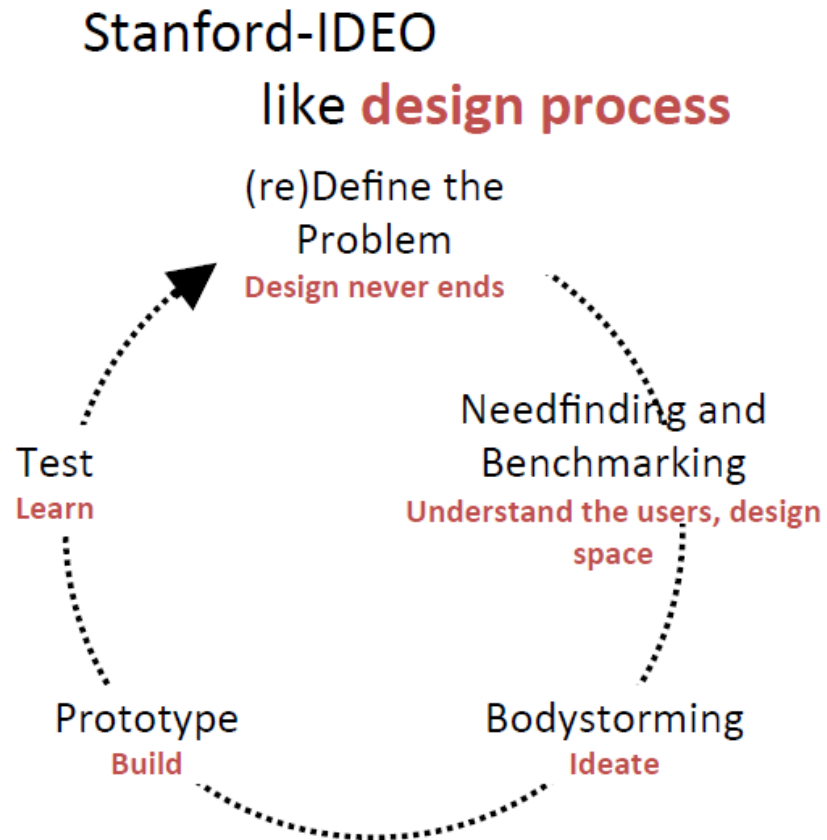 Stanford-IDEO
like design process
(re)Define the
Problem
Design never ends
Needfinding and
Benchmarking
Understand the users, design
space
Bodystorming
Ideate
Prototype
Build
Test
Learn